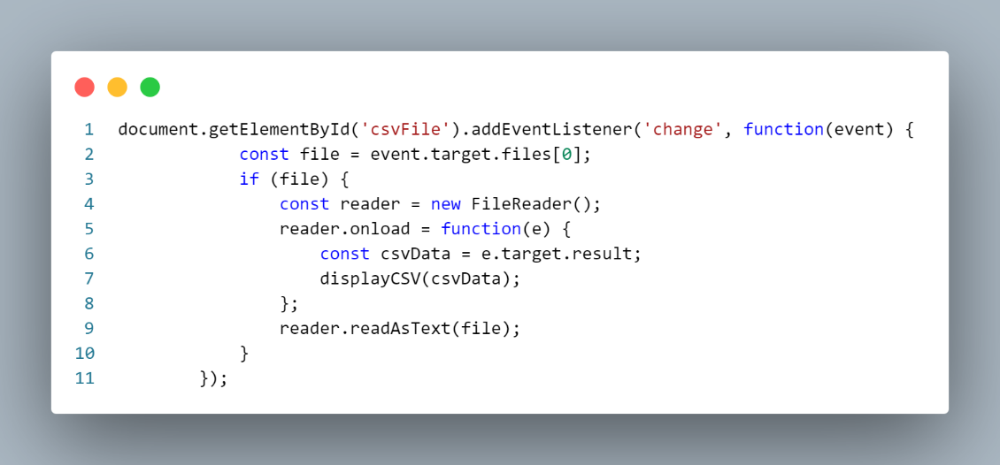 1 document.getElementById('csvFile').addEventListener('change', function(event) {
2             const file = event.target.files[0];
3             if (file) {
4                 const reader = new FileReader();
5                 reader.onload = function(e) {
6                     const csvData = e.target.result;
7                     displayCSV(csvData);
8                 };
9                 reader.readAsText(file);
10             }
11         });